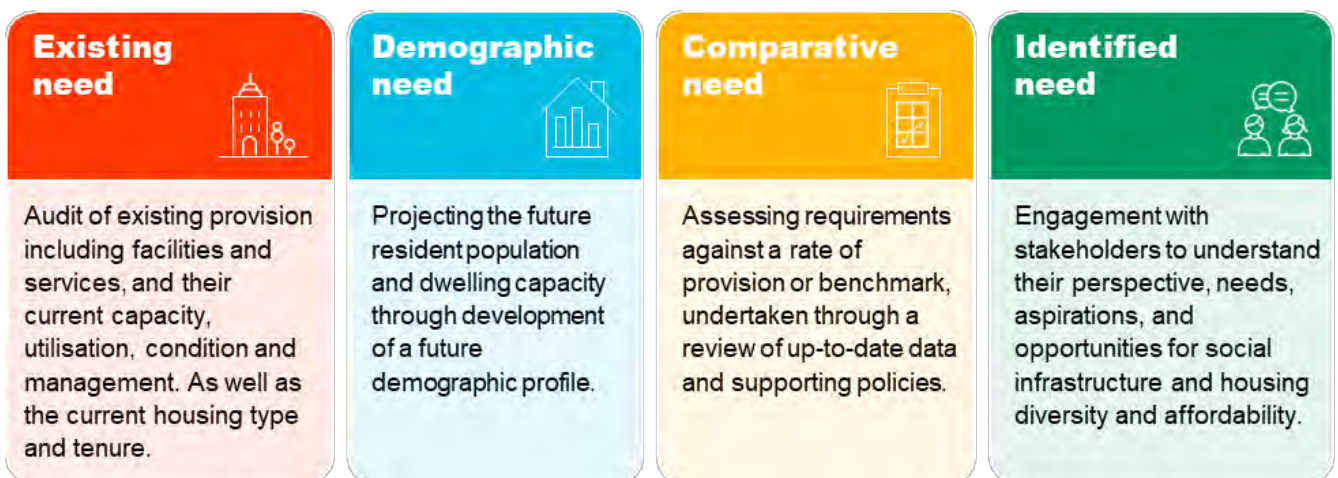 Existing
need
Audit of existing provision
including facilities and
services, and their
current capacity,
utilisation, condition and
management. As well as
the current housing type
and tenure.
Demographic
need
Projecting the future
resident population
and dwelling capacity
through development
of a future
demographic profile.
Comparative
need
Assessing requirements
against a rate of
provision or benchmark,
undertaken through a
review of up-to-date data
and supporting policies.
Identified
need
Engagement with
stakeholders to understand
their perspective, needs,
aspirations, and
opportunities for social
infrastructure and housing
diversity and affordability.